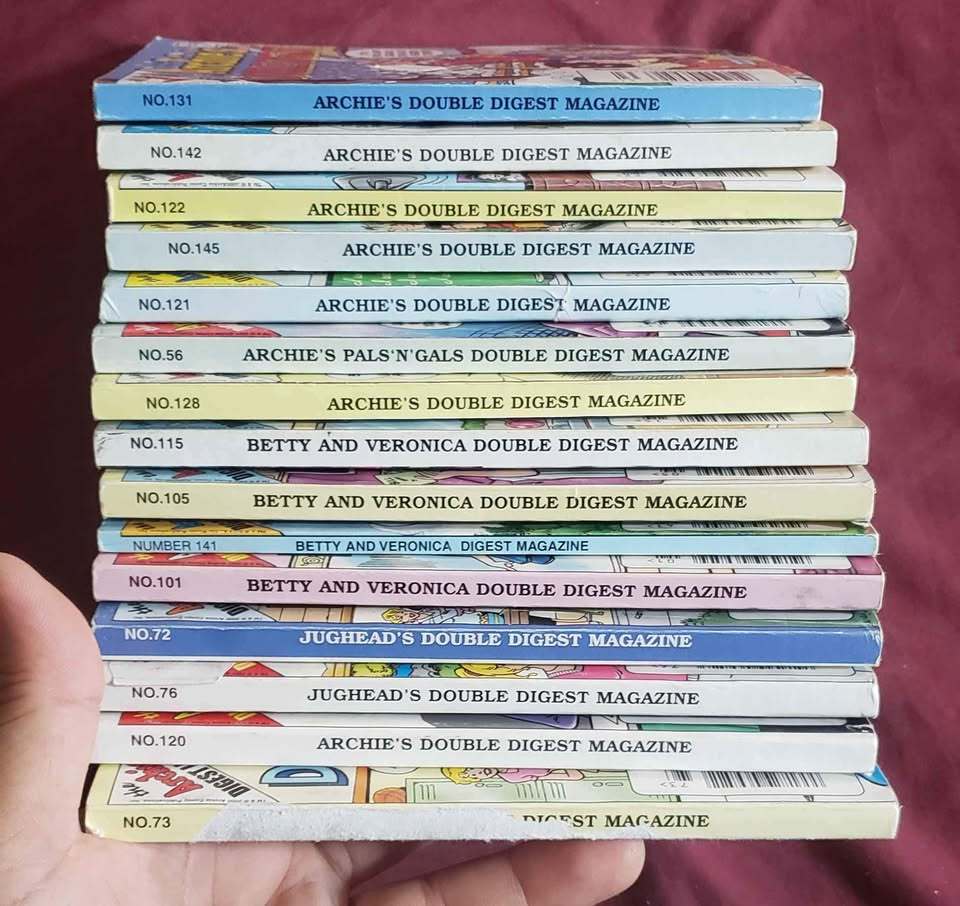 NO.131 ARCHIE'S DOUBLE DIGEST MAGAZINE
NO.142 ARCHIE'S DOUBLE DIGEST MAGAZINE
NO.122 ARCHIE'S DOUBLE DIGEST MAGAZINE
NO.145 ARCHIE'S DOUBLE DIGEST MAGAZINE
NO.121 ARCHIE'S DOUBLE DIGEST MAGAZINE
NO.56 ARCHIE'S PALS'N'GALS DOUBLE DIGEST MAGAZINE
NO.128 ARCHIE'S DOUBLE DIGEST MAGAZINE
NO.115 BETTY AND VERONICA DOUBLE DIGEST MAGAZINE
NO.105 BETTY AND VERONICA DOUBLE DIGEST MAGAZINE
NUMBER 141 BETTY AND VERONICA DIGEST MAGAZINE
NO.101 BETTY AND VERONICA DOUBLE DIGEST MAGAZINE
the
NO.72 JUGHEAD'S DOUBLE DIGEST MAGAZINE
NO.76 JUGHEAD'S DOUBLE DIGEST MAGAZINE
NO.120 ARCHIE'S DOUBLE DIGEST MAGAZINE
the Archie DIGEST
NO.73 DIGEST MAGAZINE